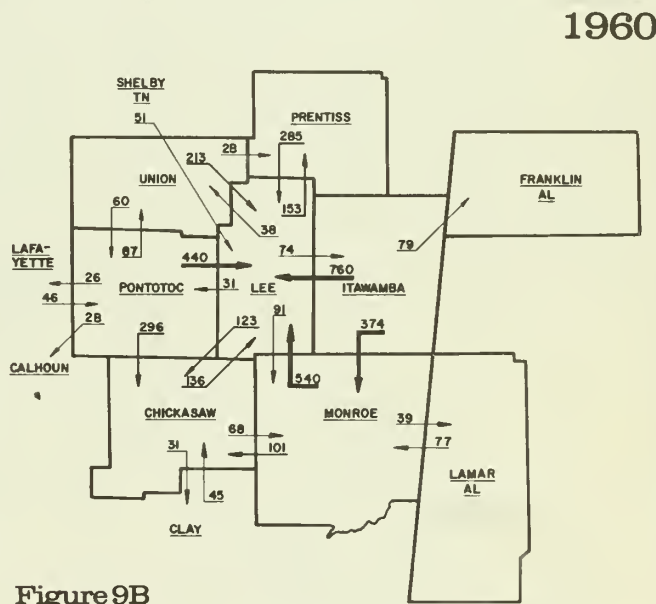 1960
SHELBY
TN
51
PRENTISS
28
285
213
UNION
FRANKLIN
AL
60
153
38
79
LAFA-
YETTE
87
440
74
760
26
PONTOTOC
31
LEE
ITAWAMBA
46
28
296
123
91
374
CALHOUN
136
540
CHICKASAW
MONROE
39
68
31
101
77
LAMAR
AL
45
CLAY
Figure 9B